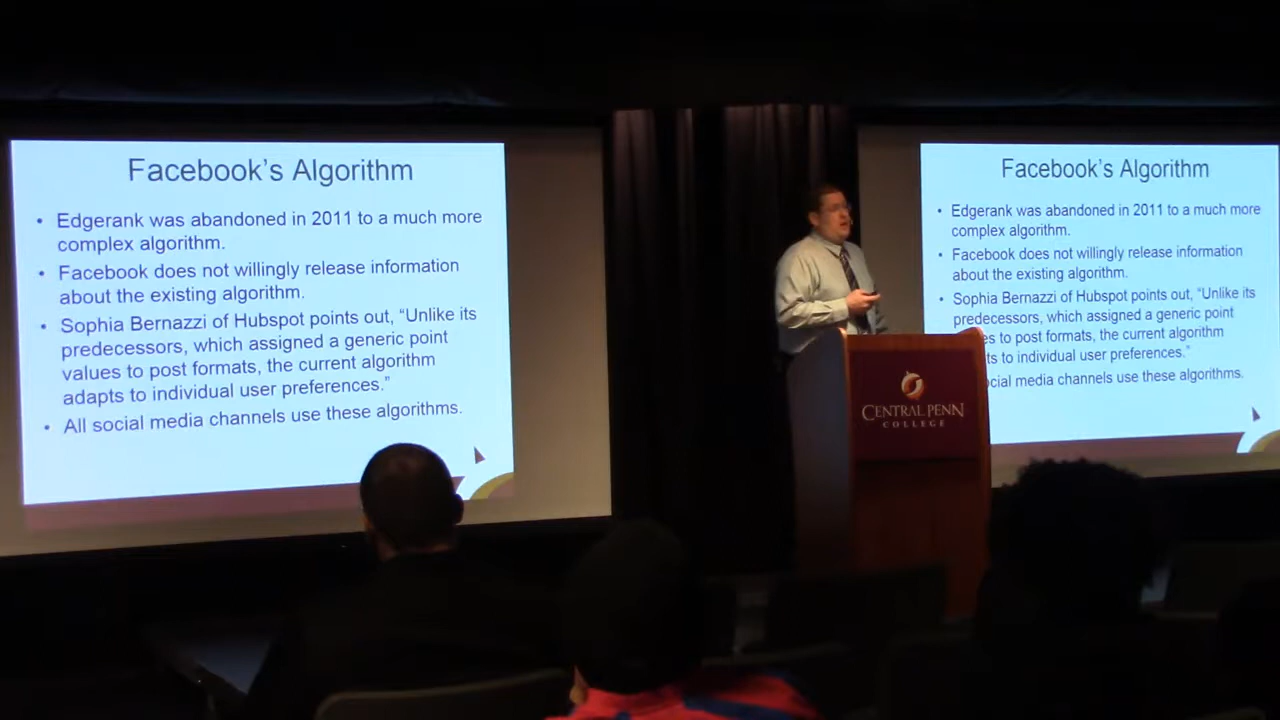 Facebook's Algorithm
• Edgerank was abandoned in 2011 to a much more
complex algorithm.
• Facebook does not willingly release information
about the existing algorithm.
• Sophia Bernazzi of Hubspot points out, “Unlike its
predecessors, which assigned a generic point
values to post formats, the current algorithm
adapts to individual user preferences.”
• All social media channels use these algorithms.
CENTRAL PENN
COLLEGE
Facebook's Algorithm
• Edgerank was abandoned in 2011 to a much more
complex algorithm.
• Facebook does not willingly release information
about the existing algorithm.
• Sophia Bernazzi of Hubspot points out, “Unlike its
predecessors, which assigned a generic point
es to post formats, the current algorithm
ts to individual user preferences.”
ocial media channels use these algorithms.